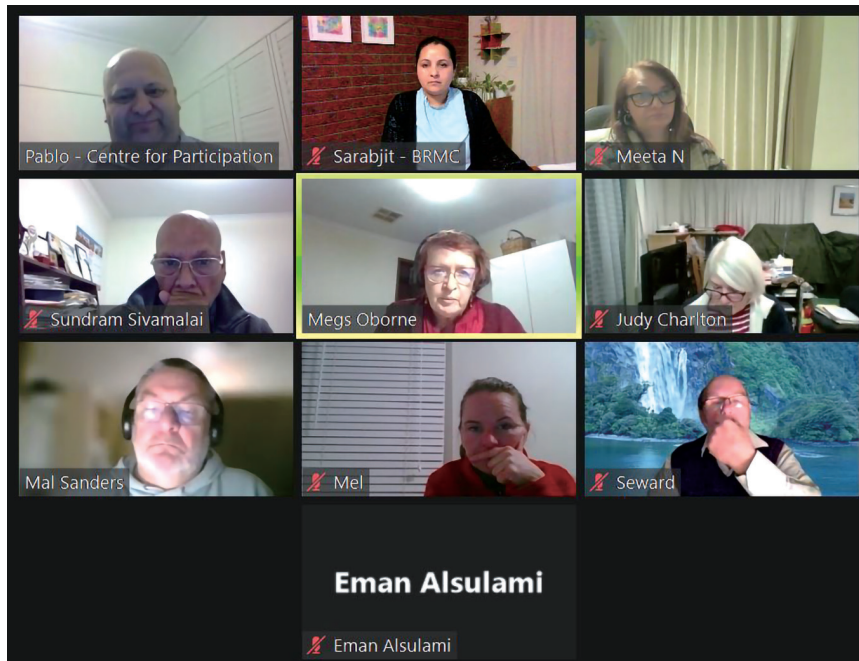 Pablo - Centre for Participation
Sarabjit - BRMC
Meeta N
Sundram Sivamalai
Megs Oborne
Judy Charlton
Mal Sanders
Mel
Seward
Eman Alsulami
Eman Alsulami